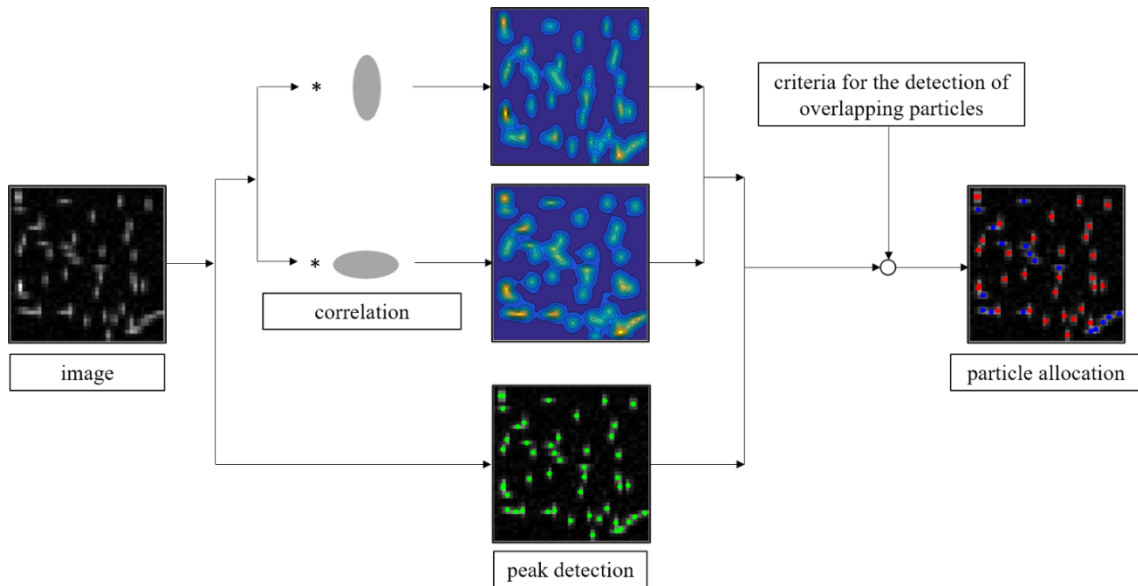 criteria for the detection of
overlapping particles
*
*
correlation
image
particle allocation
peak detection